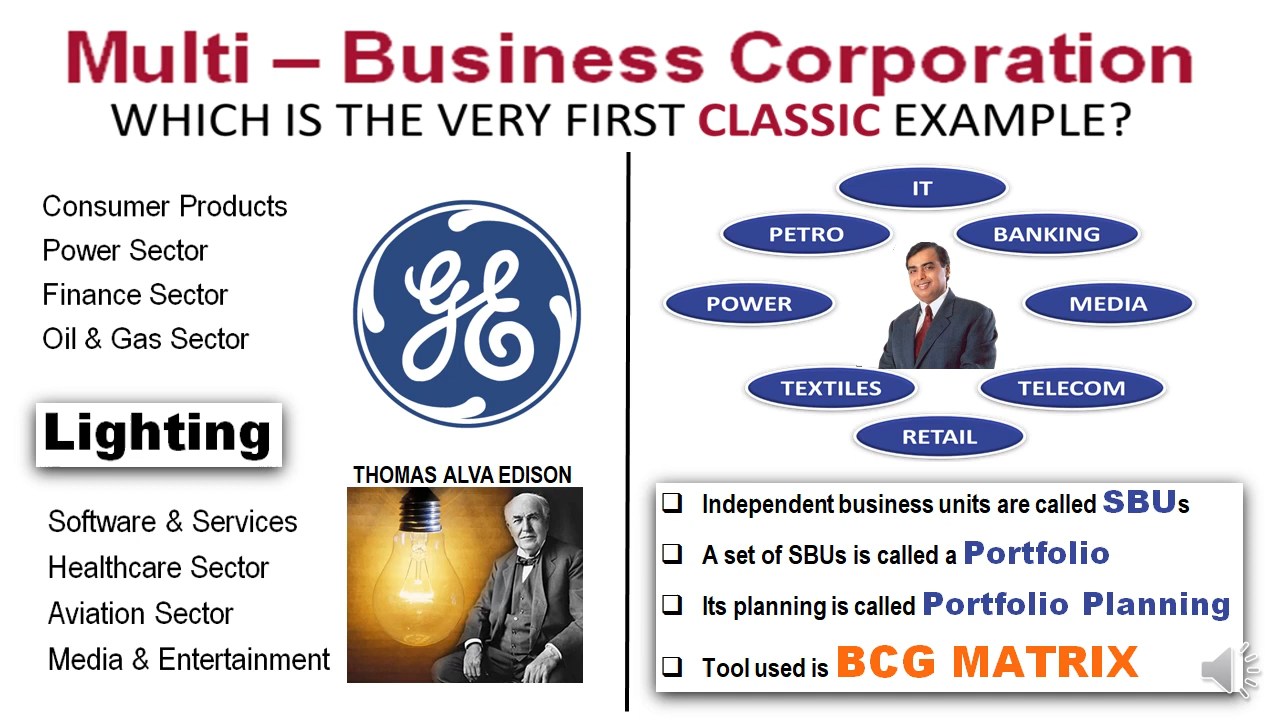 Multi – Business Corporation
WHICH IS THE VERY FIRST CLASSIC EXAMPLE?
Consumer Products
Power Sector
Finance Sector
Oil & Gas Sector
Lighting
Software & Services
Healthcare Sector
Aviation Sector
Media & Entertainment
GE
THOMAS ALVA EDISON
IT
PETRO
BANKING
POWER
MEDIA
TEXTILES
TELECOM
RETAIL
❑ Independent business units are called SBUs
❑ A set of SBUs is called a Portfolio
❑ Its planning is called Portfolio Planning
❑ Tool used is BCG MATRIX